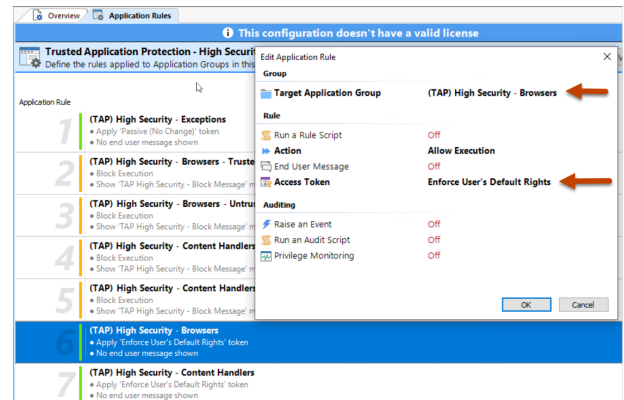 Overview
Application Rules
This configuration doesn't have a valid license
Trusted Application Protection - High Securi
Define the rules applied to Application Groups in this
Application Rule
1
(TAP) High Security - Exceptions
• Apply 'Passive (No Change)' token
• No end user message shown
2
(TAP) High Security - Browsers - Truste
• Block Execution
• Show 'TAP High Security - Block Message' m
3
(TAP) High Security - Browsers - Untrus
• Block Execution
• Show 'TAP High Security - Block Message' m
4
(TAP) High Security - Content Handlers
• Block Execution
• Show 'TAP High Security - Block Message' m
5
(TAP) High Security - Content Handlers
• Block Execution
• Show 'TAP High Security - Block Message' m
6
(TAP) High Security - Browsers
• Apply 'Enforce User's Default Rights' token
• No end user message shown
7
(TAP) High Security - Content Handlers
• Apply 'Enforce User's Default Rights' token
• No end user message shown
Edit Application Rule
Group
Target Application Group (TAP) High Security - Browsers
Rule
Run a Rule Script Off
Action Allow Execution
End User Message Off
Access Token Enforce User's Default Rights
Auditing
Raise an Event Off
Run an Audit Script Off
Privilege Monitoring Off
OK Cancel